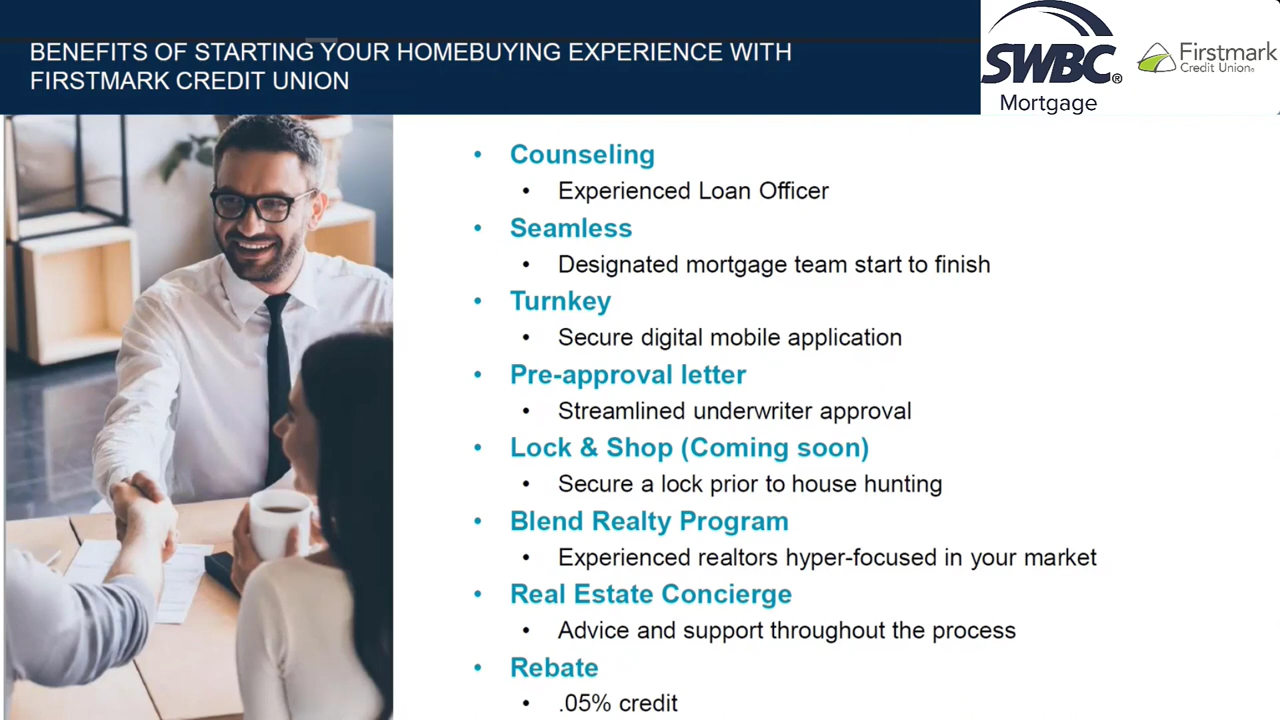 BENEFITS OF STARTING YOUR HOMEBUYING EXPERIENCE WITH
FIRSTMARK CREDIT UNION
SWBC®
Mortgage
Firstmark
Credit Union®
• Counseling
• Experienced Loan Officer
• Seamless
• Designated mortgage team start to finish
• Turnkey
• Secure digital mobile application
• Pre-approval letter
• Streamlined underwriter approval
• Lock & Shop (Coming soon)
• Secure a lock prior to house hunting
• Blend Realty Program
• Experienced realtors hyper-focused in your market
• Real Estate Concierge
• Advice and support throughout the process
• Rebate
• .05% credit